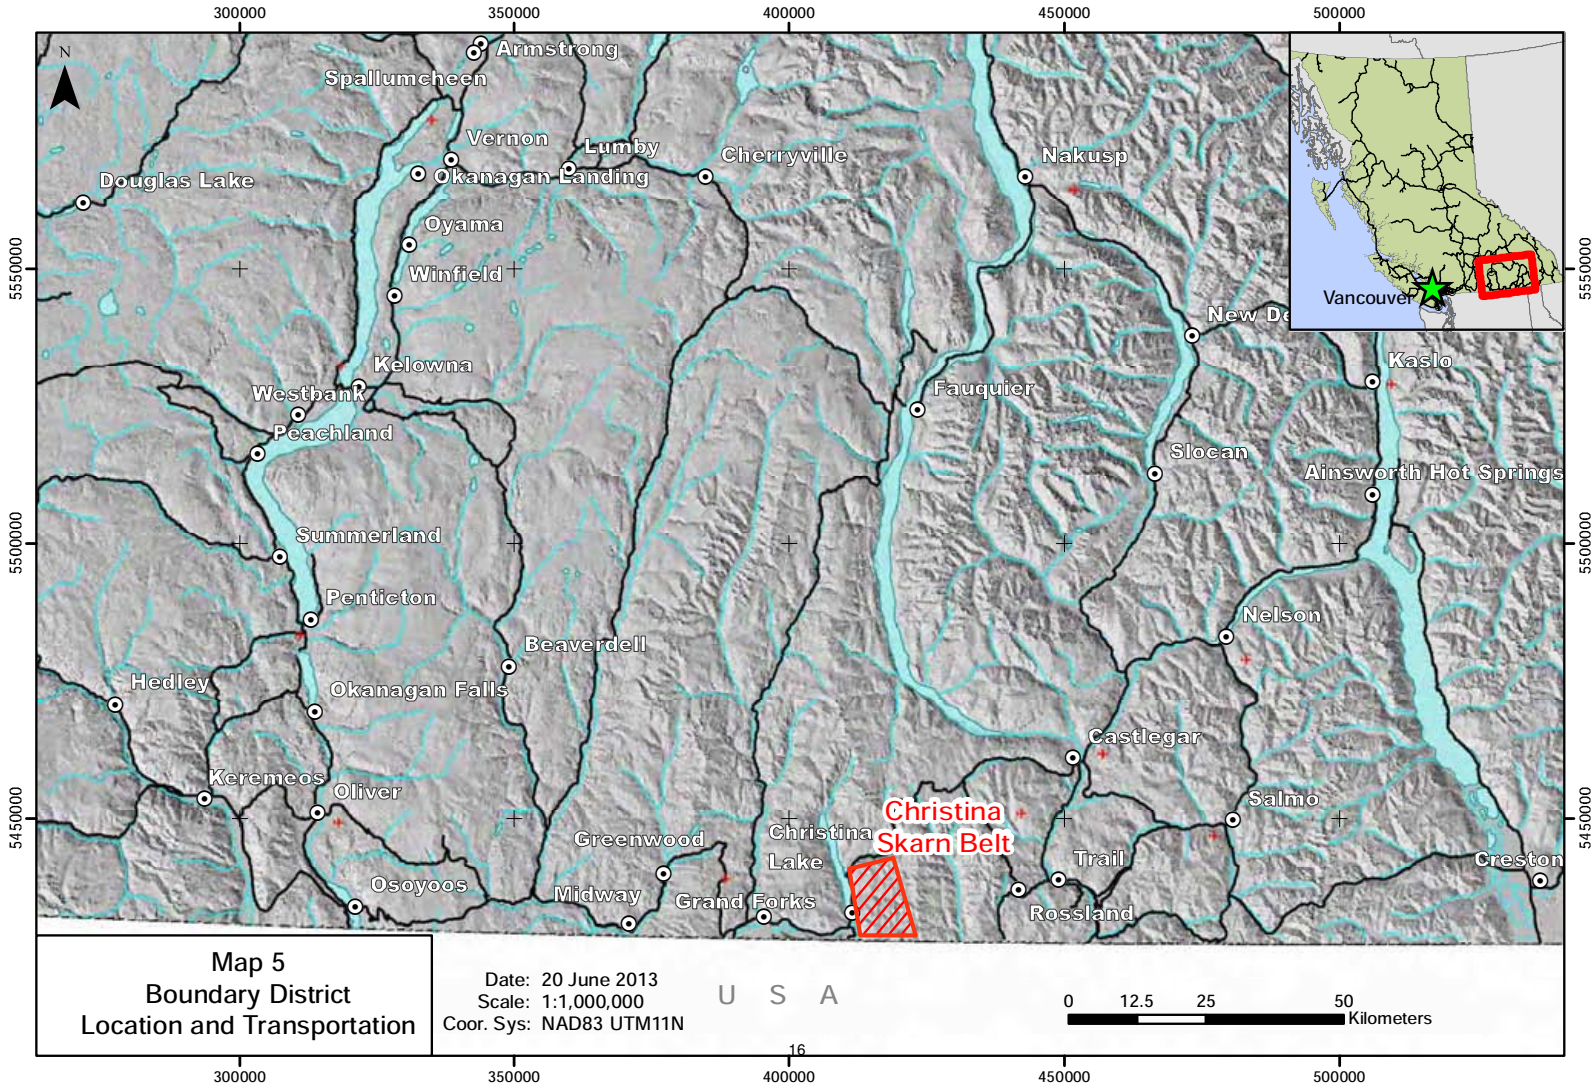 300000
350000
400000
450000
500000
N
Armstrong
Spallumcheen
Vernon
Lumby
Cherryville
Nakusp
Okanagan Landing
Douglas Lake
Oyama
Winfield
Vancouver
5550000
5550000
New De
Kaslo
Kelowna
Westbank
Fauquier
Peachland
Slocan
Ainsworth Hot Springs
Summerland
5500000
5500000
Penticton
Nelson
Beaverdell
Hedley
Okanagan Falls
Castlegar
Keremeos
Oliver
Salmo
5450000
5450000
Christina
Skarn Belt
Greenwood
Christina
Lake
Trail
Creston
Osoyoos
Midway
Grand Forks
Rossland
Map 5
Boundary District
Location and Transportation
Date: 20 June 2013
Scale: 1:1,000,000
Coor. Sys: NAD83 UTM11N
U S A
0 12.5 25 50
Kilometers
16
300000
350000
400000
450000
500000